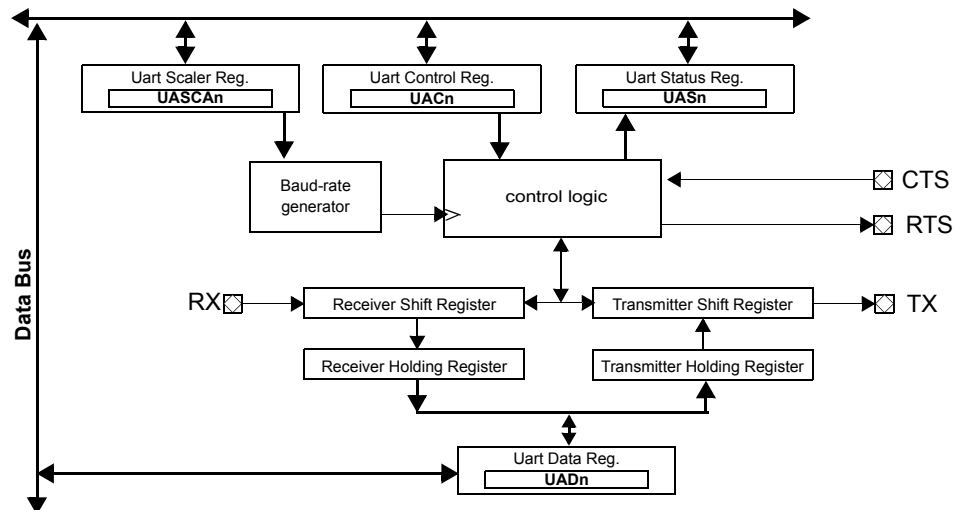 Uart Scaler Reg.
UASCAn
Uart Control Reg.
UACn
Uart Status Reg.
UASn
Baud-rate
generator
control logic
CTS
RTS
Data Bus
RX
Receiver Shift Register
Transmitter Shift Register
TX
Receiver Holding Register
Transmitter Holding Register
Uart Data Reg.
UADn